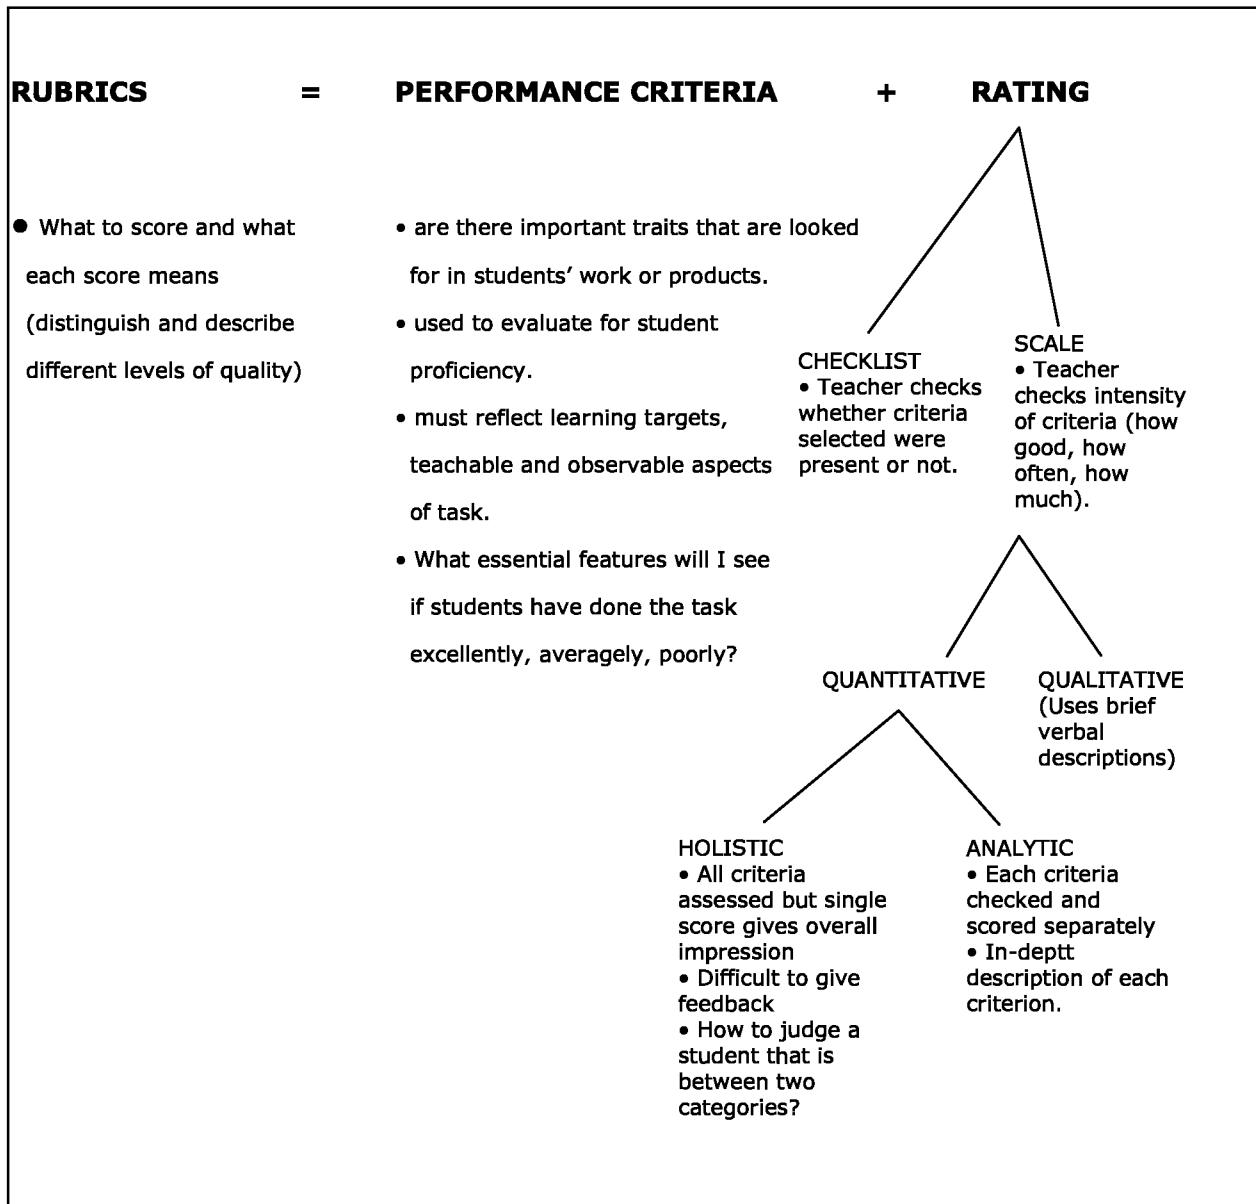 RUBRICS = PERFORMANCE CRITERIA + RATING
● What to score and what
each score means
(distinguish and describe
different levels of quality)
• are there important traits that are looked
for in students’ work or products.
• used to evaluate for student
proficiency.
• must reflect learning targets,
teachable and observable aspects
of task.
• What essential features will I see
if students have done the task
excellently, averagely, poorly?
CHECKLIST
• Teacher checks
whether criteria
selected were
present or not.
SCALE
• Teacher
checks intensity
of criteria (how
good, how
often, how
much).
QUANTITATIVE
QUALITATIVE
(Uses brief
verbal
descriptions)
HOLISTIC
• All criteria
assessed but single
score gives overall
impression
• Difficult to give
feedback
• How to judge a
student that is
between two
categories?
ANALYTIC
• Each criteria
checked and
scored separately
• In-deptt
description of each
criterion.